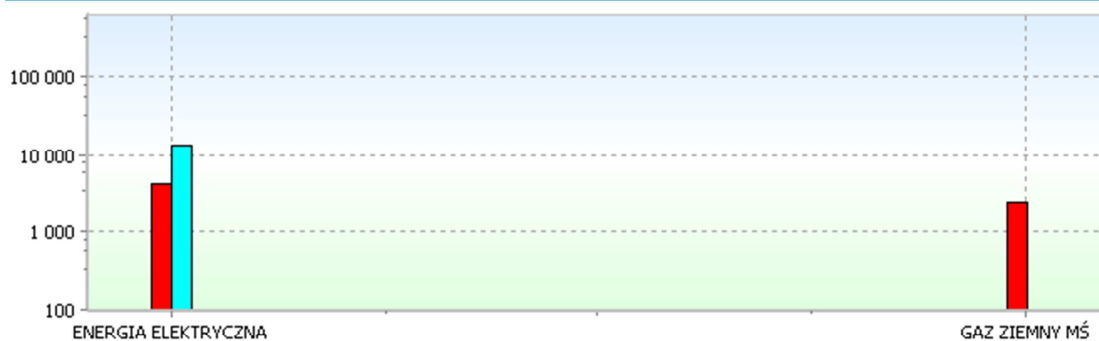 100 000
10 000
1 000
100
ENERGIA ELEKTRYCZNA
GAZ ZIEMNY MŚ